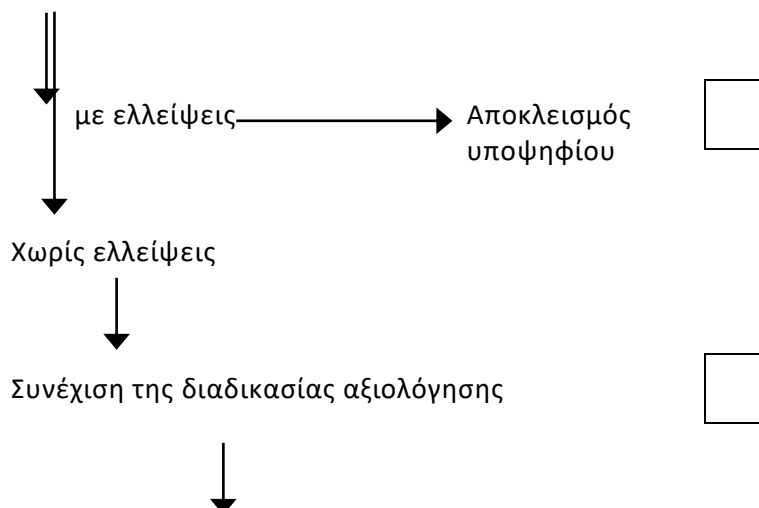 με ελλείψεις
Αποκλεισμός
υποψηφίου
Χωρίς ελλείψεις
Συνέχιση της διαδικασίας αξιολόγησης